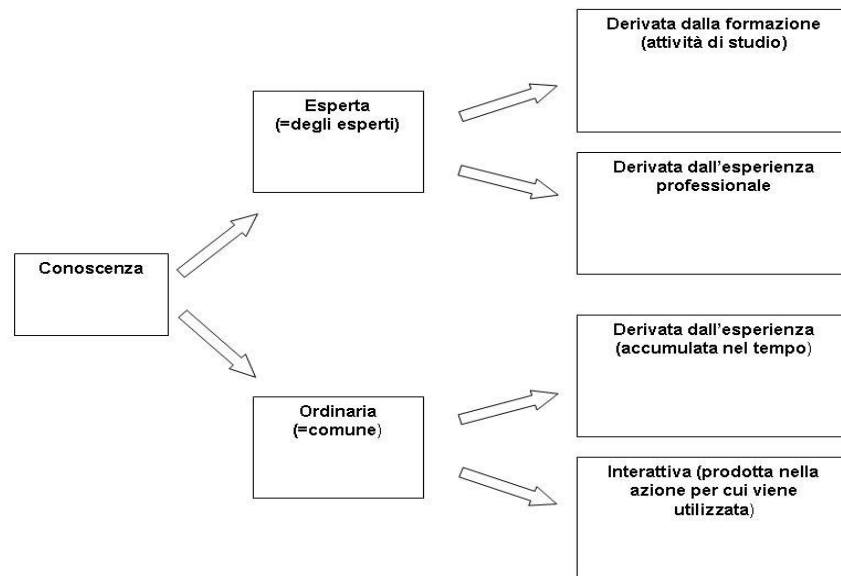 Derivata dalla formazione
(attività di studio)
Esperta
(=degli esperti)
Derivata dall'esperienza
professionale
Conoscenza
Derivata dall'esperienza
(accumulata nel tempo)
Ordinaria
(=comune)
Interattiva (prodotta nella
azione per cui viene
utilizzata)